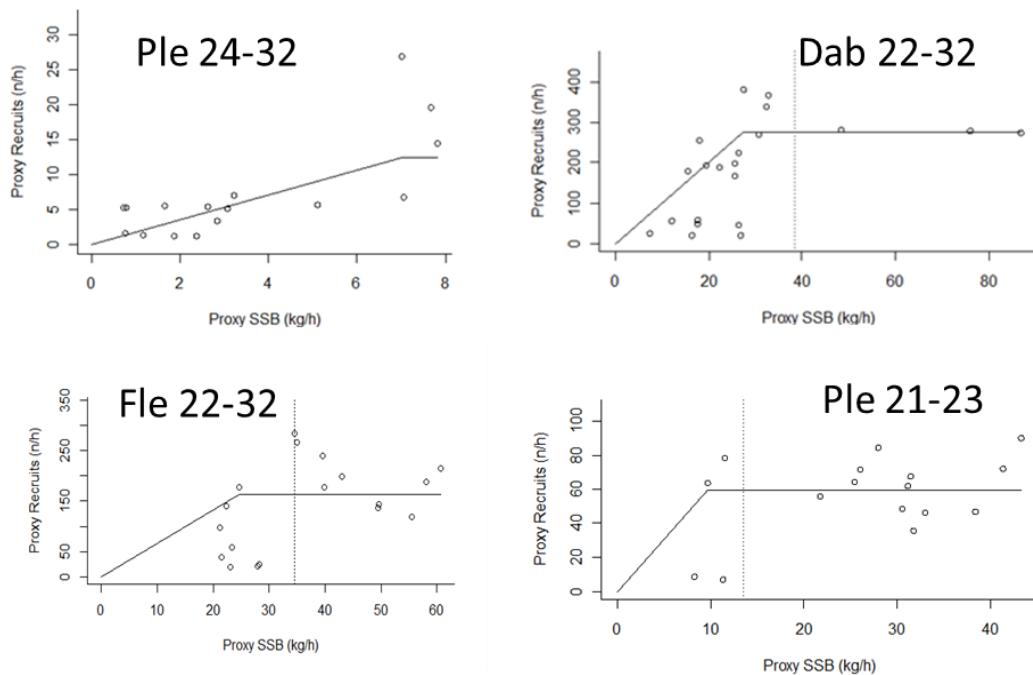 Ple 24-32
Proxy Recruits (n/h)
0 5 10 15 20 25 30
0 2 4 6 8
Proxy SSB (kg/h)
Dab 22-32
Proxy Recruits (n/h)
0 100 200 300 400
0 20 40 60 80
Proxy SSB (kg/h)
Fle 22-32
Proxy Recruits (n/h)
0 50 150 250 350
0 10 20 30 40 50 60
Proxy SSB (kg/h)
Ple 21-23
Proxy Recruits (n/h)
0 20 40 60 80 100
0 10 20 30 40
Proxy SSB (kg/h)